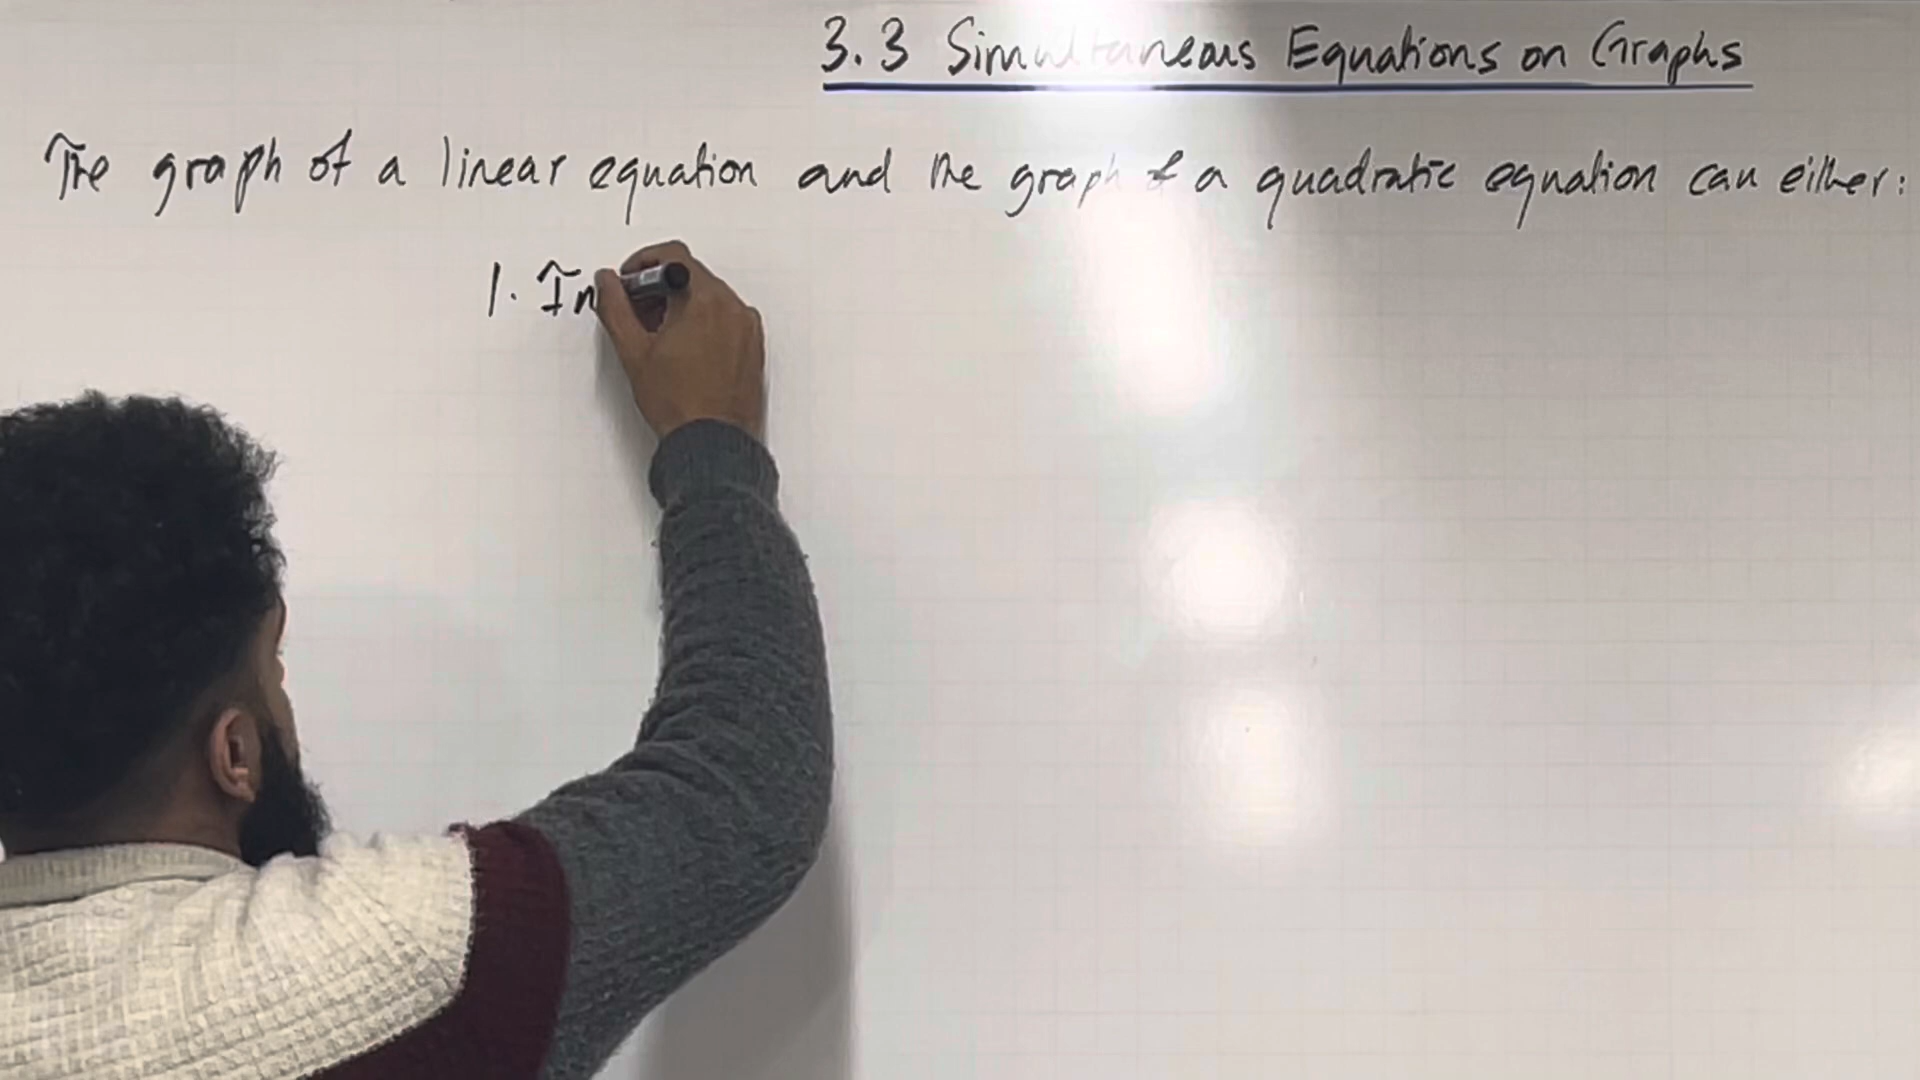 3.3 Simultaneous Equations on Graphs
The graph of a linear equation and the graph of a quadratic equation can either:
1. In